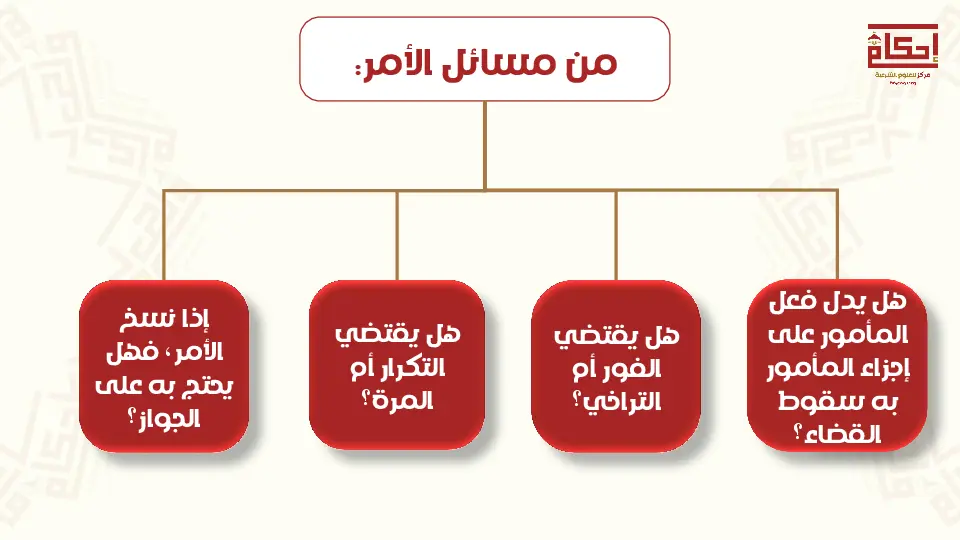 إحكام
مركز للعلوم الشرعية
من مسائل الأمر:
هل يدل فعل
المأمور على
إجزاء المأمور
به سقوط
القضاء؟
هل يقتضي
الفور أم
التراخي؟
هل يقتضي
التكرار أم
المرة؟
إذا نسخ
الأمر، فهل
يحتج به على
الجواز؟